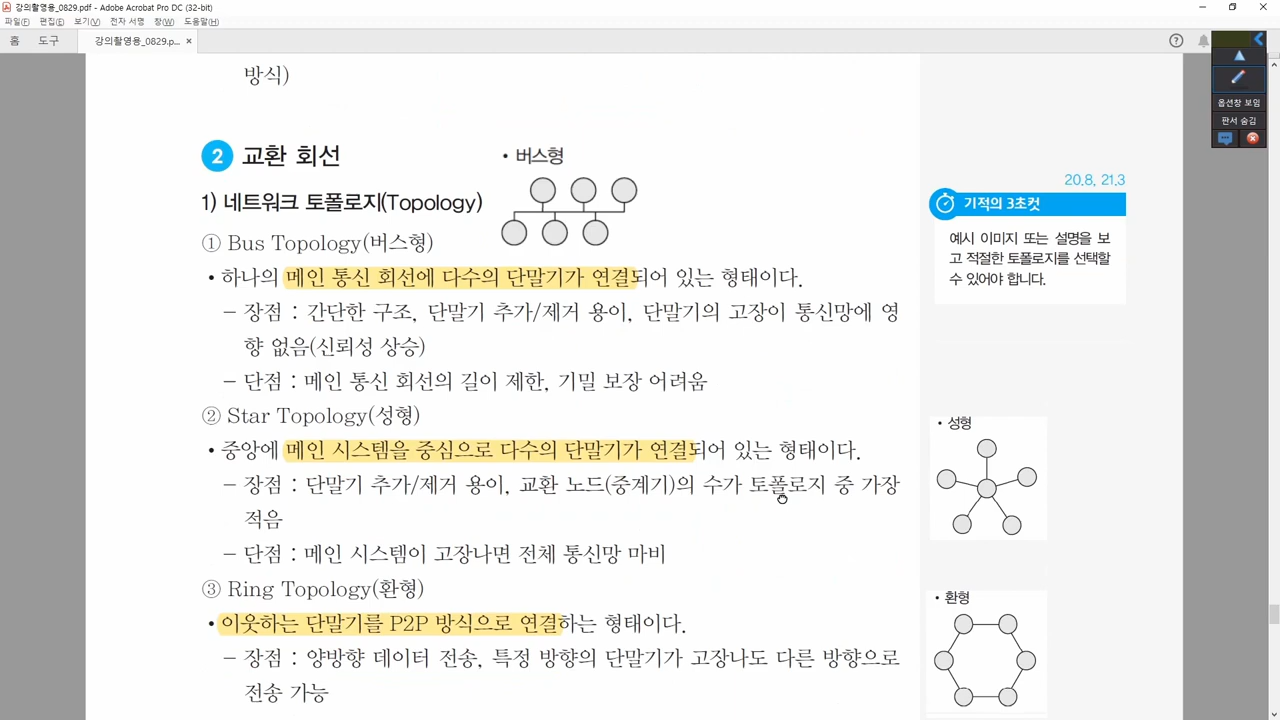 강의촬영용_0829.pdf - Adobe Acrobat Pro DC (32-bit)
파일(F) 편집(E) 보기(V) 전자 서명 창(W) 도움말(H)
홈 도구 강의촬영용_0829.p... ×
옵션창 보임
판서 숨김
방식)
2 교환 회선
1) 네트워크 토폴로지(Topology)
• 버스형
① Bus Topology(버스형)
• 하나의 메인 통신 회선에 다수의 단말기가 연결되어 있는 형태이다.
– 장점 : 간단한 구조, 단말기 추가/제거 용이, 단말기의 고장이 통신망에 영
향 없음(신뢰성 상승)
– 단점 : 메인 통신 회선의 길이 제한, 기밀 보장 어려움
② Star Topology(성형)
• 중앙에 메인 시스템을 중심으로 다수의 단말기가 연결되어 있는 형태이다.
– 장점 : 단말기 추가/제거 용이, 교환 노드(중계기)의 수가 토폴로지 중 가장
적음
– 단점 : 메인 시스템이 고장나면 전체 통신망 마비
③ Ring Topology(환형)
• 이웃하는 단말기를 P2P 방식으로 연결하는 형태이다.
– 장점 : 양방향 데이터 전송, 특정 방향의 단말기가 고장나도 다른 방향으로
전송 가능
20.8, 21.3
기적의 3초컷
예시 이미지 또는 설명을 보
고 적절한 토폴로지를 선택할
수 있어야 합니다.
• 성형
• 환형